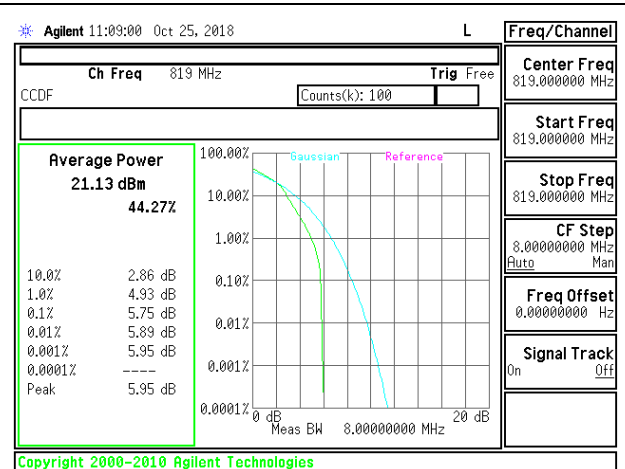 Agilent 11:09:00 Oct 25, 2018 L
Ch Freq 819 MHz Trig Free
CCDF Counts(k): 100
Average Power
21.13 dBm
44.27%
10.0% 2.86 dB
1.0% 4.93 dB
0.1% 5.75 dB
0.01% 5.89 dB
0.001% 5.95 dB
0.0001% ----
Peak 5.95 dB
Gaussian Reference
100.00%
10.00%
1.00%
0.10%
0.01%
0.001%
0.0001%
0 dB 20 dB
Meas BW 8.00000000 MHz
Freq/Channel
Center Freq
819.000000 MHz
Start Freq
819.000000 MHz
Stop Freq
819.000000 MHz
CF Step
8.00000000 MHz
Auto Man
Freq Offset
0.00000000 Hz
Signal Track
On Off
Copyright 2000-2010 Agilent Technologies